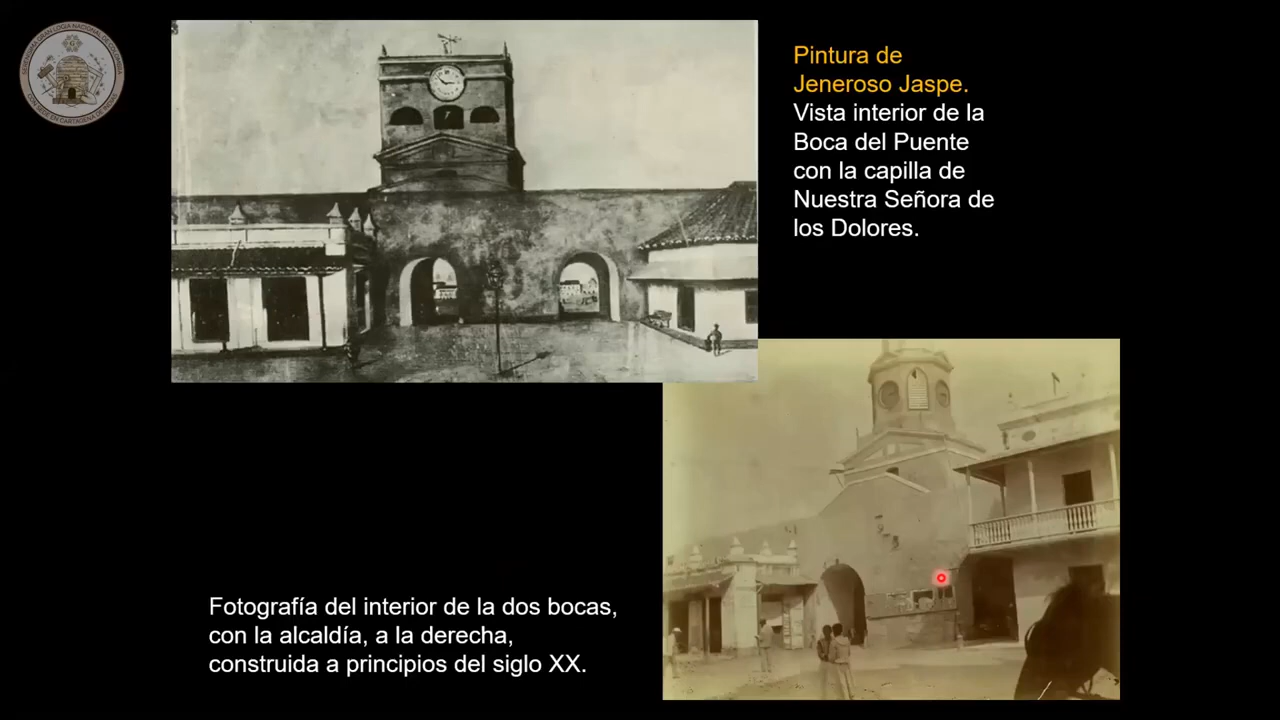 Pintura de
Jeneroso Jaspe.
Vista interior de la
Boca del Puente
con la capilla de
Nuestra Señora de
los Dolores.
Fotografía del interior de la dos bocas,
con la alcaldía, a la derecha,
construida a principios del siglo XX.